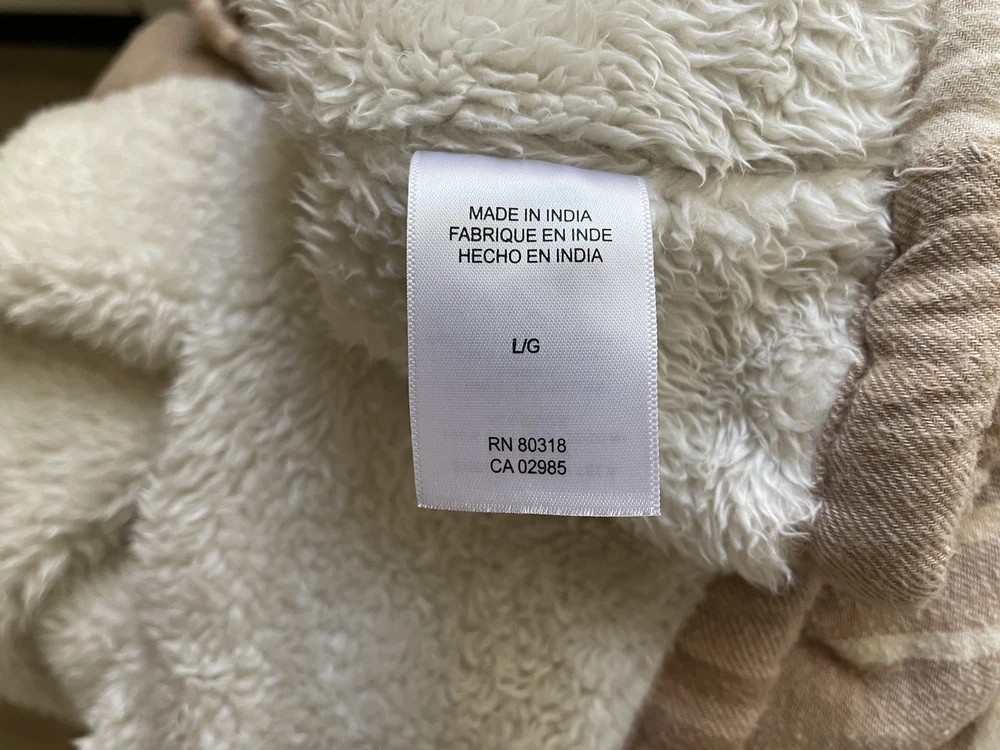 MADE IN INDIA
FABRIQUE EN INDE
HECHO EN INDIA
L/G
RN 80318
CA 02985